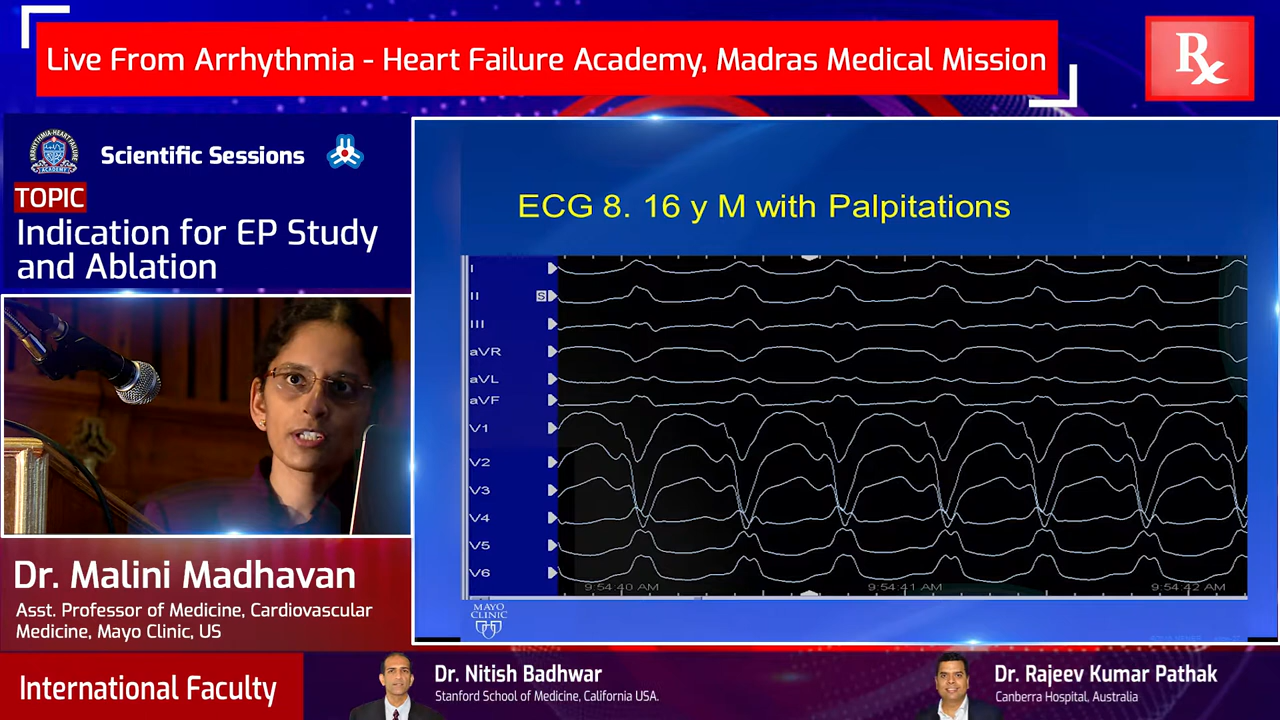 Live From Arrhythmia - Heart Failure Academy, Madras Medical Mission
Rx
Scientific Sessions
TOPIC
Indication for EP Study
and Ablation
ECG 8. 16 y M with Palpitations
I
II
S
III
aVR
aVL
aVF
V1
V2
V3
V4
V5
V6
9:54:40 AM
9:54:41 AM
9:54:42 AM
MAYO
CLINIC
Dr. Malini Madhavan
Asst. Professor of Medicine, Cardiovascular
Medicine, Mayo Clinic, US
International Faculty
Dr. Nitish Badhwar
Stanford School of Medicine, California USA.
Dr. Rajeev Kumar Pathak
Canberra Hospital, Australia